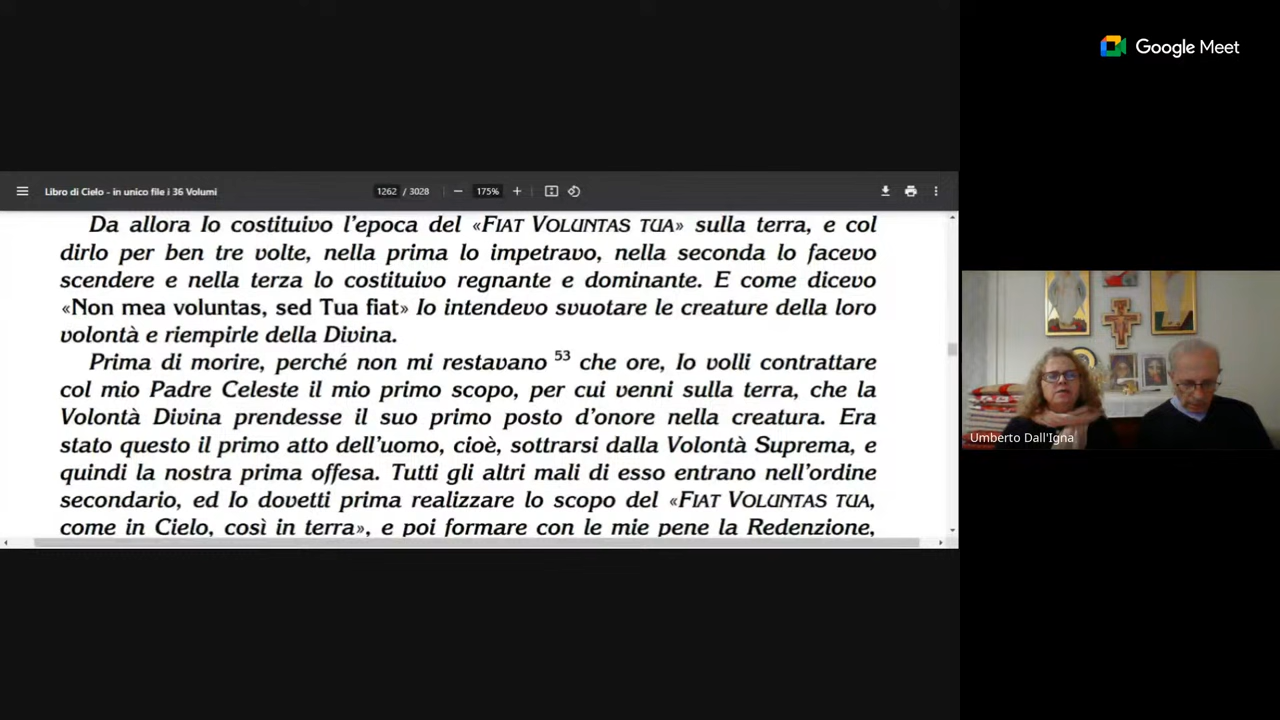 Google Meet
Libro di Cielo - in unico file i 36 Volumi
1262 / 3028
175%
Da allora Io costituivo l'epoca del «FIAT VOLUNTAS TUA» sulla terra, e col
dirlo per ben tre volte, nella prima lo impetravo, nella seconda lo facevo
scendere e nella terza lo costituivo regnante e dominante. E come dicevo
«Non mea voluntas, sed Tua fiat» Io intendevo svuotare le creature della loro
volontà e riempirle della Divina.
Prima di morire, perché non mi restavano 53 che ore, Io volli contrattare
col mio Padre Celeste il mio primo scopo, per cui venni sulla terra, che la
Volontà Divina prendesse il suo primo posto d'onore nella creatura. Era
stato questo il primo atto dell'uomo, cioè, sottrarsi dalla Volontà Suprema, e
quindi la nostra prima offesa. Tutti gli altri mali di esso entrano nell'ordine
secondario, ed Io dovetti prima realizzare lo scopo del «FIAT VOLUNTAS TUA,
come in Cielo, così in terra», e poi formare con le mie pene la Redenzione,
Umberto Dall'Igna